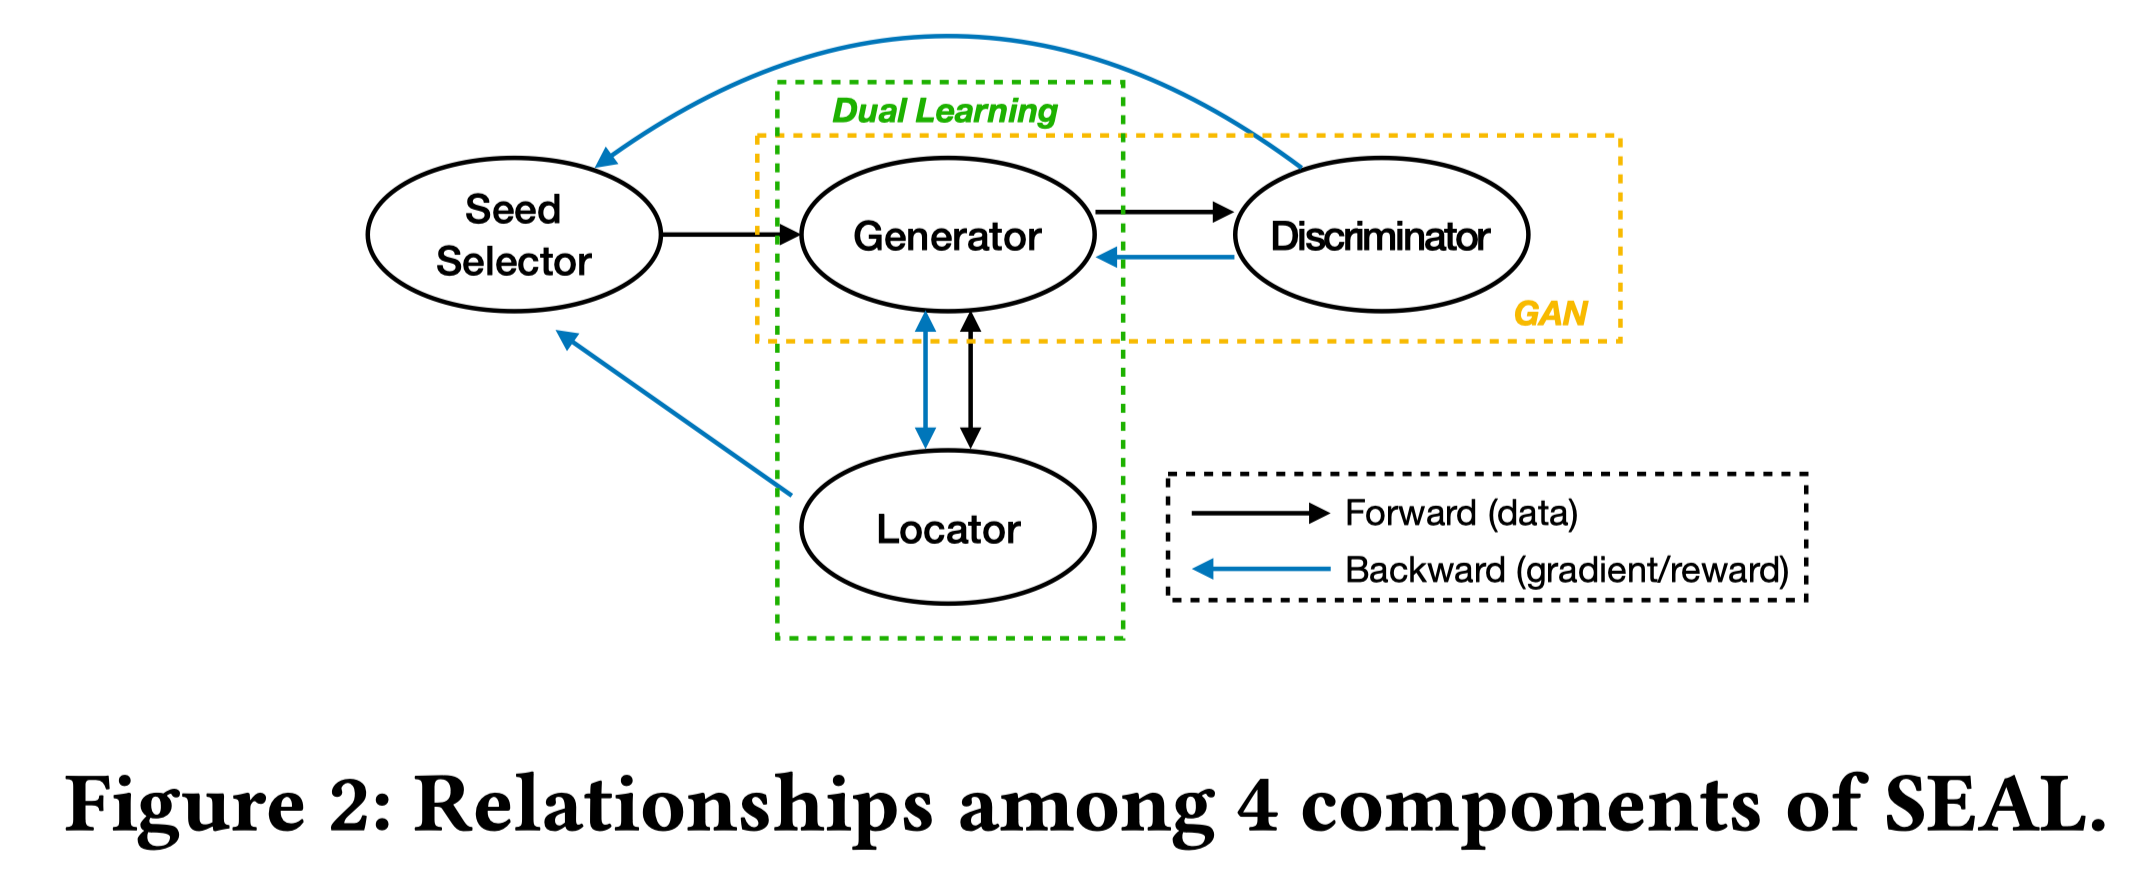 Dual Learning
Seed
Selector
Generator
Discriminator
GAN
Locator
Forward (data)
Backward (gradient/reward)
Figure 2: Relationships among 4 components of SEAL.